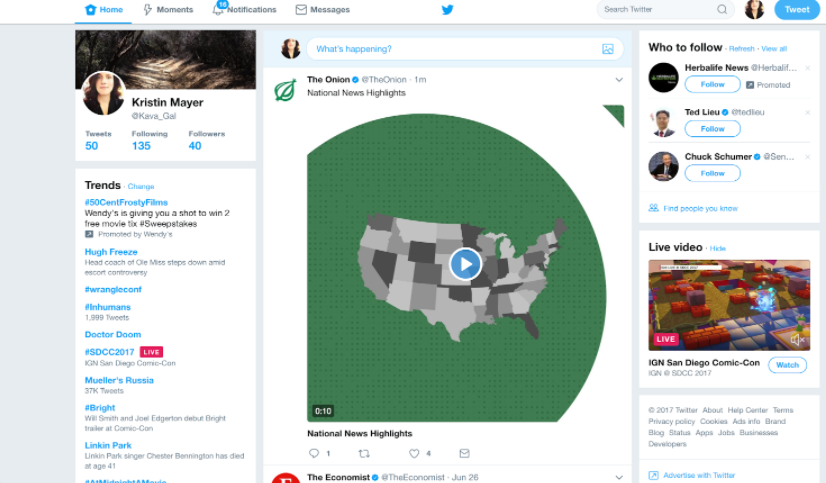 Home
Moments
16
Notifications
Messages
Search Twitter
Tweet
Kristin Mayer
@Kava_Gal
Tweets Following Followers
50 135 40
Trends · Change
#50CentFrostyFilms
Wendy's is giving you a shot to win 2
free movie tix #Sweepstakes
Promoted by Wendy's
Hugh Freeze
Head coach of Ole Miss steps down amid
escort controversy
#wrangleconf
#Inhumans
1,999 Tweets
Doctor Doom
#SDCC2017 LIVE
IGN San Diego Comic-Con
Mueller's Russia
37K Tweets
#Bright
Will Smith and Joel Edgerton debut Bright
trailer at Comic-Con
Linkin Park
Linkin Park singer Chester Bennington has died
at age 41
#AtMidnightAMovie
What's happening?
The Onion @TheOnion · 1m
National News Highlights
0:10
National News Highlights
1 4
The Economist @TheEconomist · Jun 26
Who to follow · Refresh · View all
Herbalife News @Herbalif...
Follow Promoted
Ted Lieu @tedlieu
Follow
Chuck Schumer @Sen...
Follow
Find people you know
Live video · Hide
LIVE
IGN San Diego Comic-Con
IGN @ SDCC 2017
Watch
© 2017 Twitter About Help Center Terms
Privacy policy Cookies Ads info Brand
Blog Status Apps Jobs Businesses
Developers
Advertise with Twitter